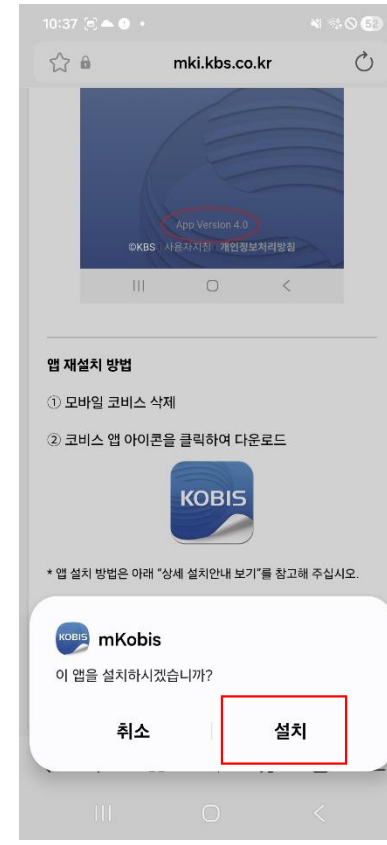 10:37
52
mki.kbs.co.kr
App Version 4.0
©KBS 사용자지침 개인정보처리방침
앱 재설치 방법
① 모바일 코비스 삭제
② 코비스 앱 아이콘을 클릭하여 다운로드
KOBIS
* 앱 설치 방법은 아래 “상세 설치안내 보기”를 참고해 주십시오.
KOBIS
mKobis
이 앱을 설치하시겠습니까?
취소
설치